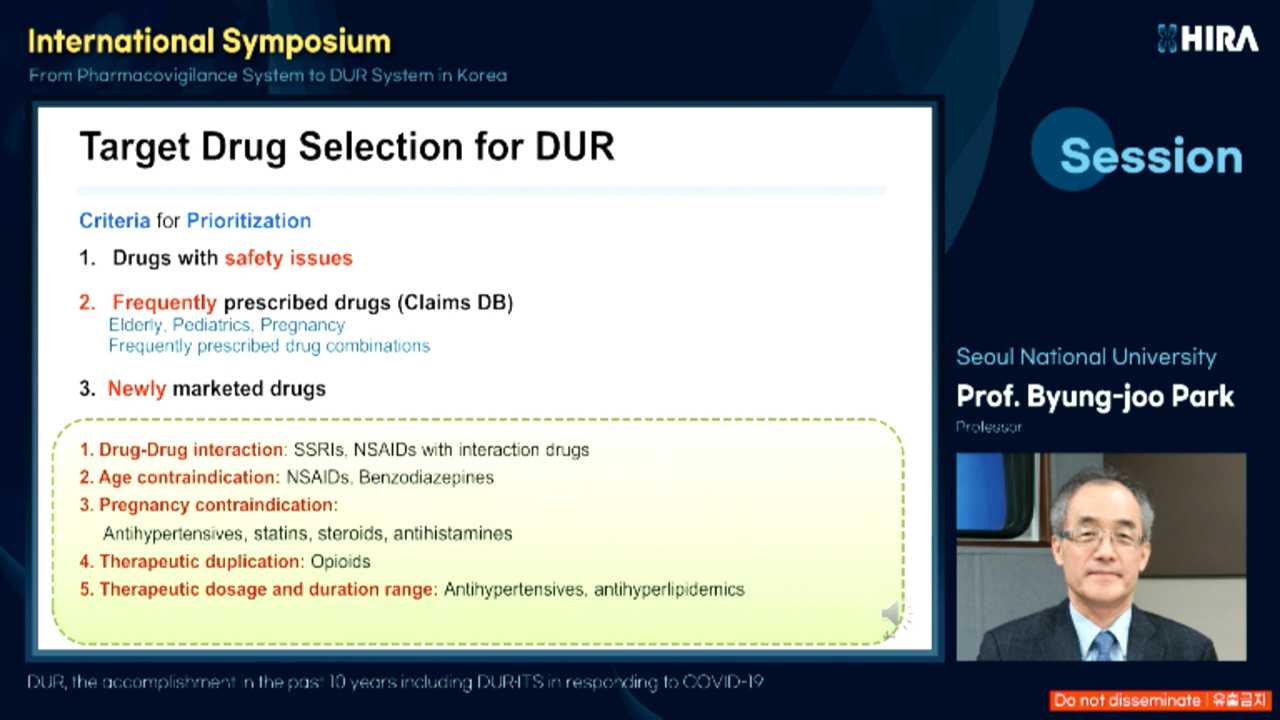 International Symposium
From Pharmacovigilance System to DUR System in Korea
HIRA
Target Drug Selection for DUR
Criteria for Prioritization
1. Drugs with safety issues
2. Frequently prescribed drugs (Claims DB)
Elderly, Pediatrics, Pregnancy
Frequently prescribed drug combinations
3. Newly marketed drugs
1. Drug-Drug interaction: SSRIs, NSAIDs with interaction drugs
2. Age contraindication: NSAIDs, Benzodiazepines
3. Pregnancy contraindication:
Antihypertensives, statins, steroids, antihistamines
4. Therapeutic duplication: Opioids
5. Therapeutic dosage and duration range: Antihypertensives, antihyperlipidemics
Session
Seoul National University
Prof. Byung-joo Park
Professor
DUR, the accomplishment in the past 10 years including DUR·ITS in responding to COVID-19
Do not disseminate | 유출금지